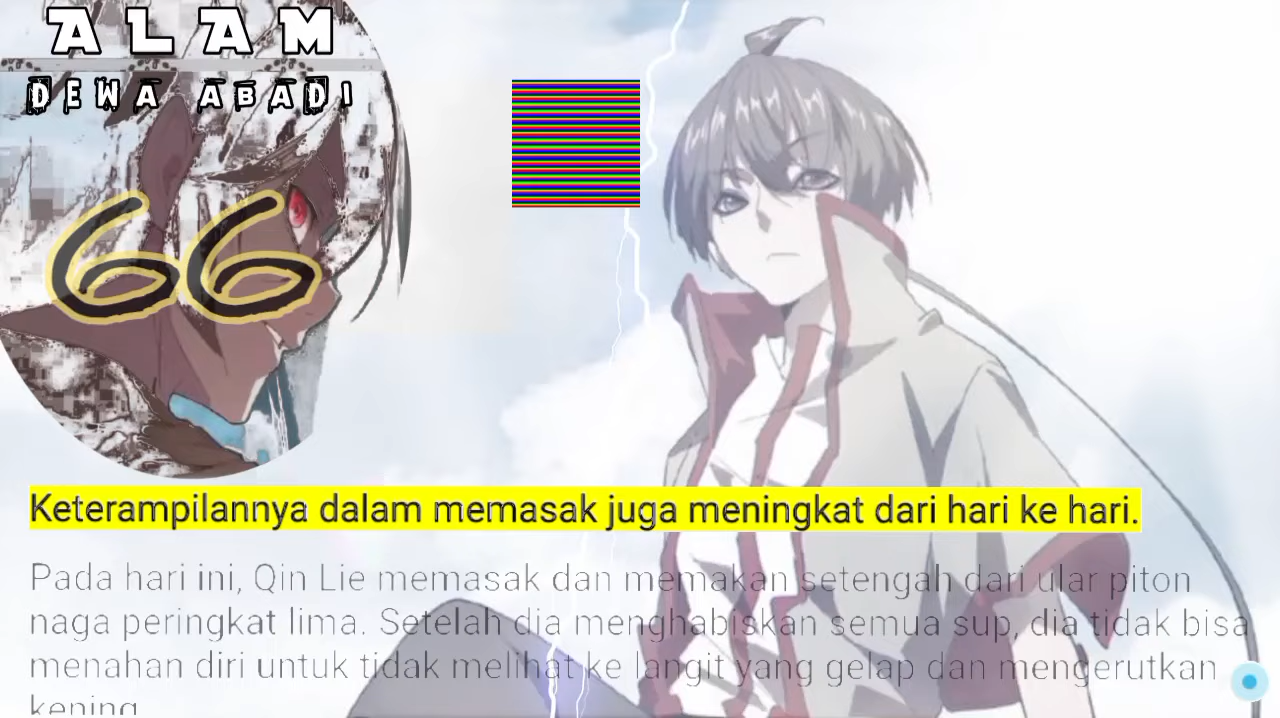 ALAM
DEWA ABADI
66
Keterampilannya dalam memasak juga meningkat dari hari ke hari.
Pada hari ini, Qin Lie memasak dan memakan setengah dari ular piton
naga peringkat lima. Setelah dia menghabiskan semua sup, dia tidak bisa
menahan diri untuk tidak melihat ke langit yang gelap dan mengerutkan
kening